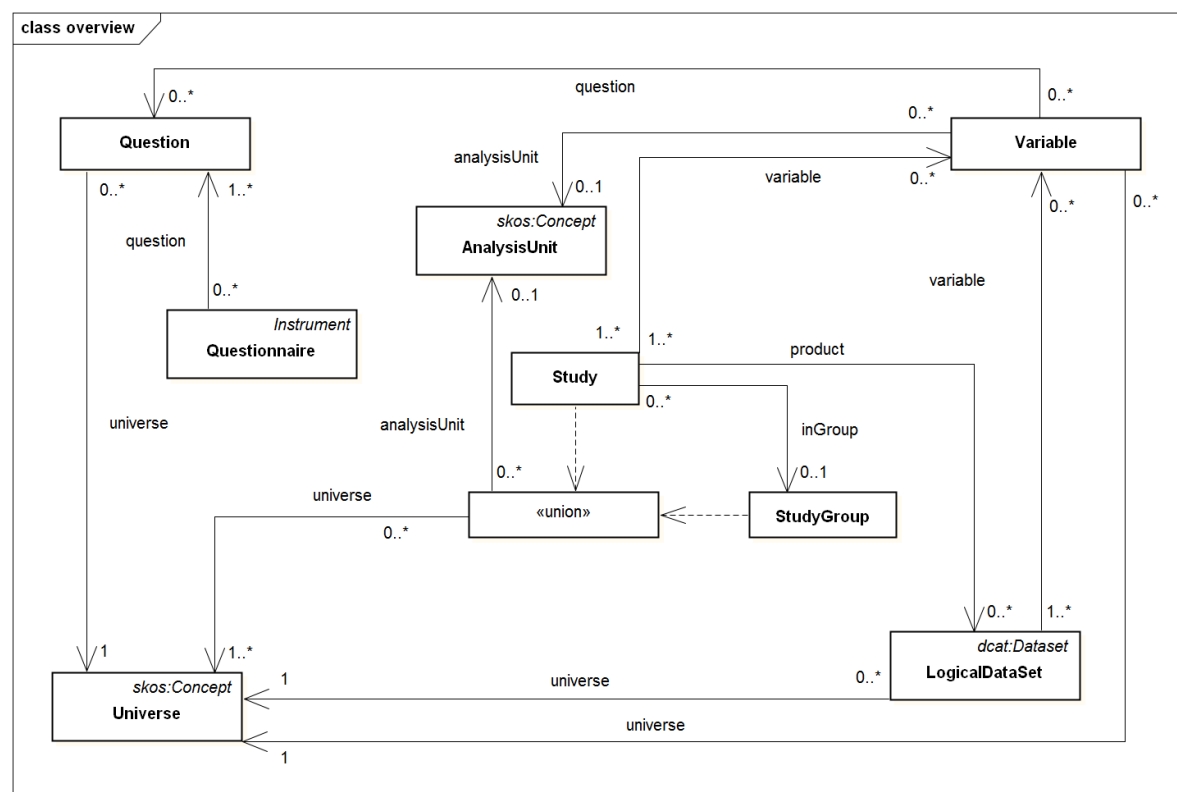 class overview
question
0..*
0..*
0..*
0..*
Question
Variable
analysisUnit
variable
0..*
0..*
1..*
0..1
0..*
0..*
skos:Concept
AnalysisUnit
question
variable
0..1
0..*
Instrument
Questionnaire
1..*
1..*
product
Study
0..*
universe
analysisUnit
inGroup
0..*
0..1
universe
«union»
StudyGroup
0..*
0..*
1..*
1
1..*
dcat:Dataset
LogicalDataSet
skos:Concept
Universe
1
universe
0..*
universe
1